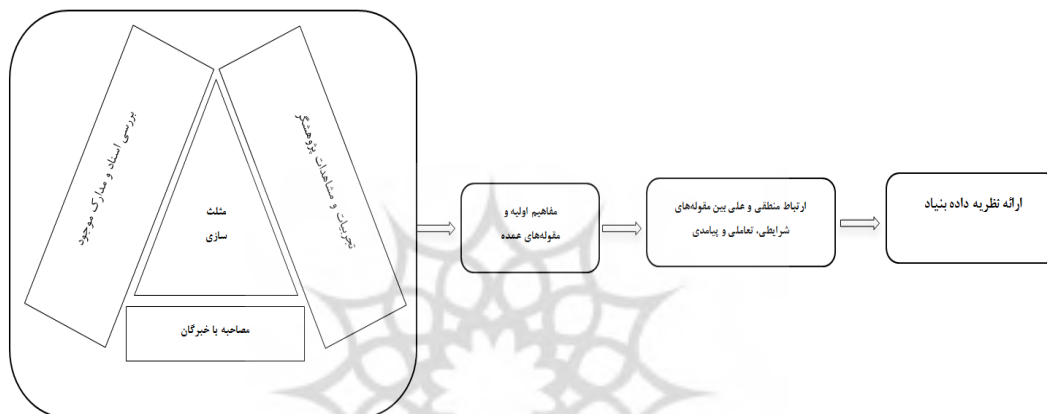 بررسی اسناد و مدارک موجود
تجربیات و مشاهدات پژوهشگر
مثلث
سازی
مصاحبه با خبرگان
مفاهیم اولیه و
مقوله‌های عمده
ارتباط منطقی و علی بین مقوله‌های
شرایطی، تعاملی و پیامدی
ارائه نظریه داده بنیاد